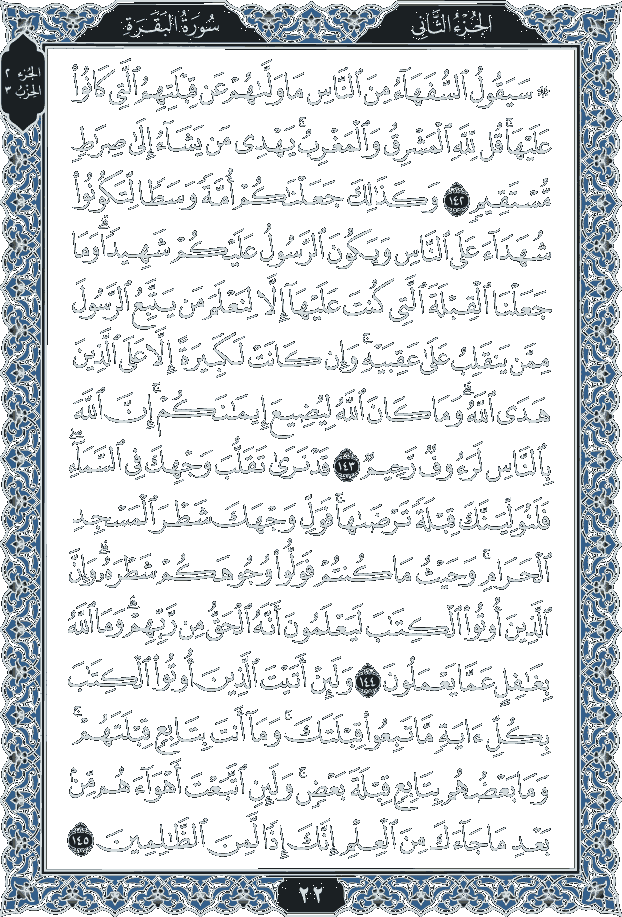 الجزء الثاني
سورة البقرة
الجزء ٢
الحزب ٣
۞ سَيَقُولُ ٱلسُّفَهَآءُ مِنَ ٱلنَّاسِ مَا وَلَّىٰهُمْ عَن قِبْلَتِهِمُ ٱلَّتِى كَانُوا۟
عَلَيْهَا ۚ قُل لِّلَّهِ ٱلْمَشْرِقُ وَٱلْمَغْرِبُ ۚ يَهْدِى مَن يَشَآءُ إِلَىٰ صِرَٰطٍ
مُّسْتَقِيمٍ ١٤٢ وَكَذَٰلِكَ جَعَلْنَٰكُمْ أُمَّةً وَسَطًا لِّتَكُونُوا۟
شُهَدَآءَ عَلَى ٱلنَّاسِ وَيَكُونَ ٱلرَّسُولُ عَلَيْكُمْ شَهِيدًا ۗ وَمَا
جَعَلْنَا ٱلْقِبْلَةَ ٱلَّتِى كُنتَ عَلَيْهَآ إِلَّا لِنَعْلَمَ مَن يَتَّبِعُ ٱلرَّسُولَ
مِمَّن يَنقَلِبُ عَلَىٰ عَقِبَيْهِ ۚ وَإِن كَانَتْ لَكَبِيرَةً إِلَّا عَلَى ٱلَّذِينَ
هَدَى ٱللَّهُ ۗ وَمَا كَانَ ٱللَّهُ لِيُضِيعَ إِيمَٰنَكُمْ ۚ إِنَّ ٱللَّهَ
بِٱلنَّاسِ لَرَءُوفٌ رَّحِيمٌ ١٤٣ قَدْ نَرَىٰ تَقَلُّبَ وَجْهِكَ فِى ٱلسَّمَآءِ ۖ
فَلَنُوَلِّيَنَّكَ قِبْلَةً تَرْضَىٰهَا ۚ فَوَلِّ وَجْهَكَ شَطْرَ ٱلْمَسْجِدِ
ٱلْحَرَامِ ۚ وَحَيْثُ مَا كُنتُمْ فَوَلُّوا۟ وُجُوهَكُمْ شَطْرَهُۥ ۗ وَإِنَّ
ٱلَّذِينَ أُوتُوا۟ ٱلْكِتَٰبَ لَيَعْلَمُونَ أَنَّهُ ٱلْحَقُّ مِن رَّبِّهِمْ ۗ وَمَا ٱللَّهُ
بِغَٰفِلٍ عَمَّا يَعْمَلُونَ ١٤٤ وَلَئِنْ أَتَيْتَ ٱلَّذِينَ أُوتُوا۟ ٱلْكِتَٰبَ
بِكُلِّ ءَايَةٍ مَّا تَبِعُوا۟ قِبْلَتَكَ ۚ وَمَآ أَنتَ بِتَابِعٍ قِبْلَتَهُمْ ۚ
وَمَا بَعْضُهُم بِتَابِعٍ قِبْلَةَ بَعْضٍ ۚ وَلَئِنِ ٱتَّبَعْتَ أَهْوَآءَهُم مِّنۢ
بَعْدِ مَا جَآءَكَ مِنَ ٱلْعِلْمِ ۙ إِنَّكَ إِذًا لَّمِنَ ٱلظَّٰلِمِينَ ١٤٥
٢٢